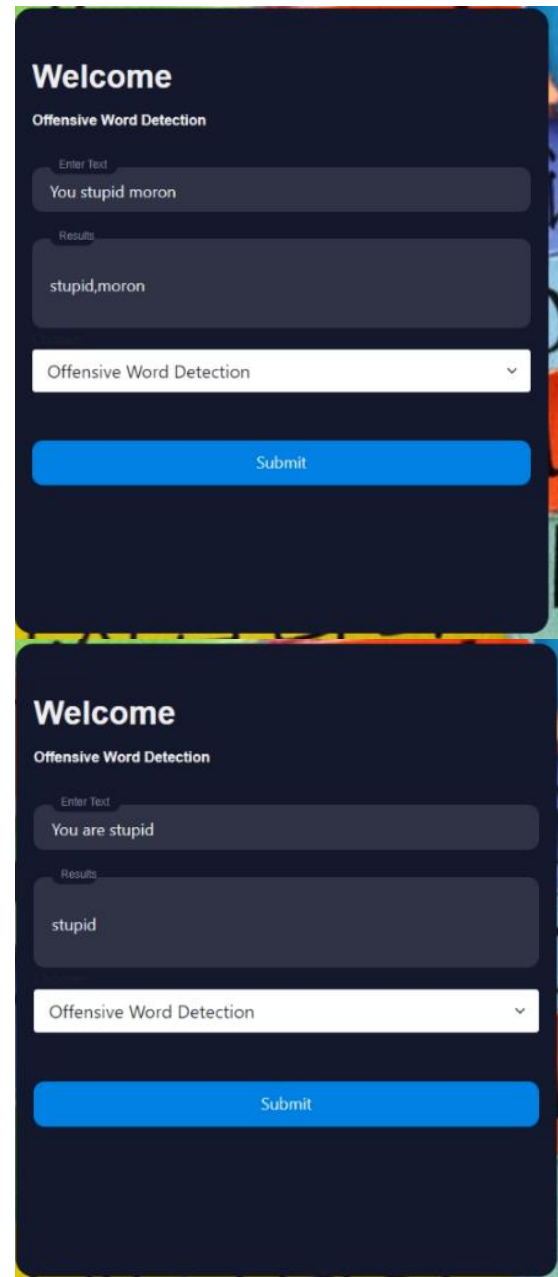 Welcome
Offensive Word Detection
Enter Text
You stupid moron
Results
stupid,moron
Offensive Word Detection
Submit
Welcome
Offensive Word Detection
Enter Text
You are stupid
Results
stupid
Offensive Word Detection
Submit